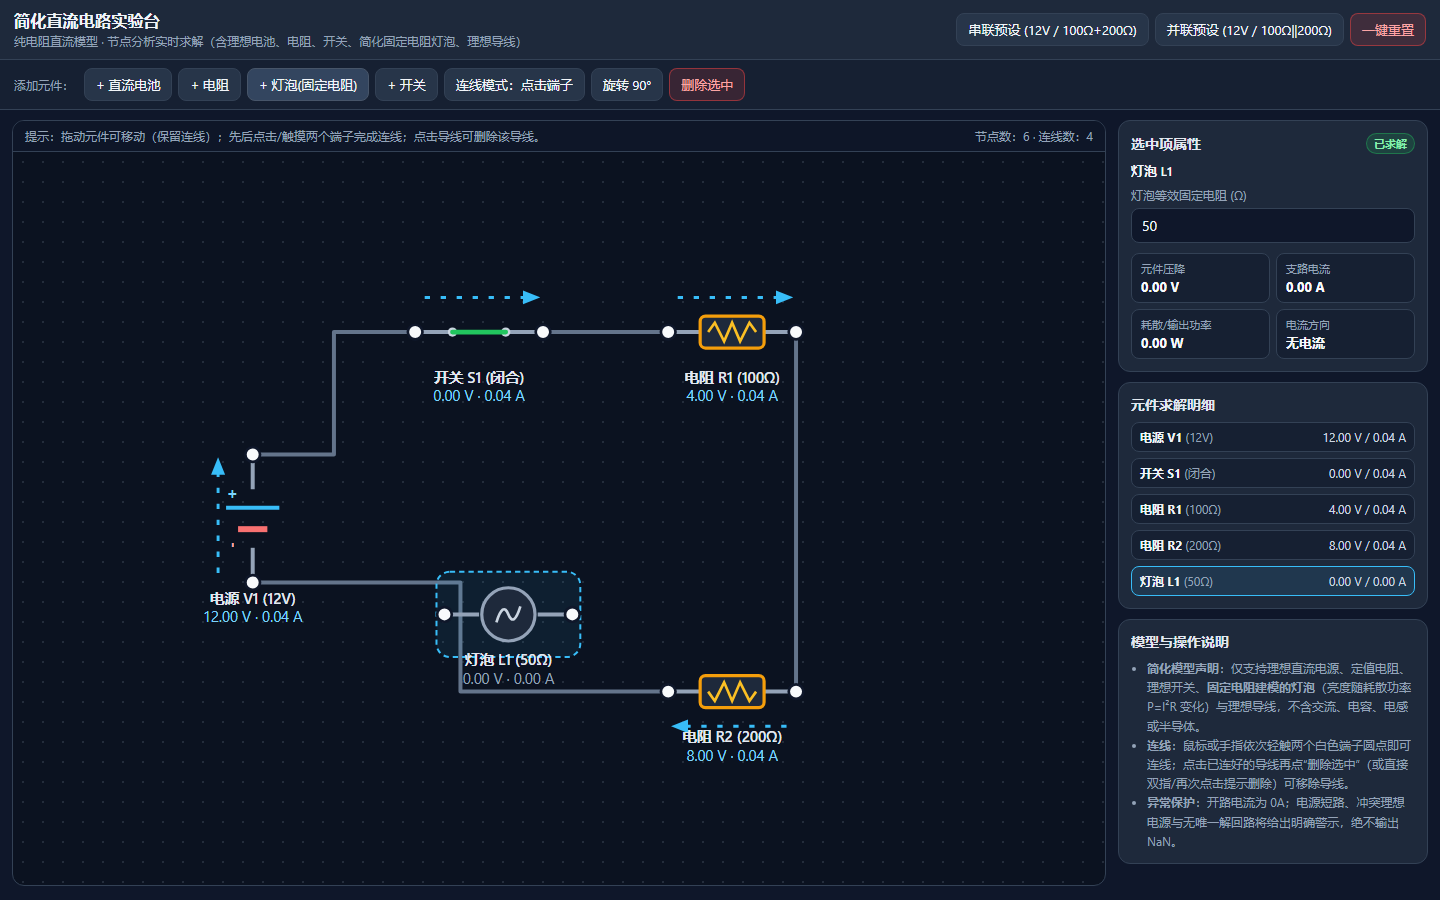 简化直流电路实验台
纯电阻直流模型 · 节点分析实时求解（含理想电池、电阻、开关、简化固定电阻灯泡、理想导线）
串联预设 (12V / 100Ω+200Ω)
并联预设 (12V / 100Ω||200Ω)
一键重置
添加元件:
+ 直流电池
+ 电阻
+ 灯泡(固定电阻)
+ 开关
连线模式：点击端子
旋转 90°
删除选中
提示：拖动元件可移动（保留连线）；先后点击/触摸两个端子完成连线；点击导线可删除该导线。
节点数：6 · 连线数：4
开关 S1 (闭合)
0.00 V · 0.04 A
电阻 R1 (100Ω)
4.00 V · 0.04 A
+
-
电源 V1 (12V)
12.00 V · 0.04 A
灯泡 L1 (50Ω)
0.00 V · 0.00 A
电阻 R2 (200Ω)
8.00 V · 0.04 A
选中项属性
已求解
灯泡 L1
灯泡等效固定电阻 (Ω)
50
元件压降
0.00 V
支路电流
0.00 A
耗散/输出功率
0.00 W
电流方向
无电流
元件求解明细
电源 V1 (12V) 12.00 V / 0.04 A
开关 S1 (闭合) 0.00 V / 0.04 A
电阻 R1 (100Ω) 4.00 V / 0.04 A
电阻 R2 (200Ω) 8.00 V / 0.04 A
灯泡 L1 (50Ω) 0.00 V / 0.00 A
模型与操作说明
• 简化模型声明：仅支持理想直流电源、定值电阻、
理想开关、固定电阻建模的灯泡（亮度随耗散功率
P=I²R 变化）与理想导线，不含交流、电容、电感
或半导体。
• 连线：鼠标或手指依次轻触两个白色端子圆点即可
连线；点击已连好的导线再点“删除选中”（或直接
双指/再次点击提示删除）可移除导线。
• 异常保护：开路电流为 0A；电源短路、冲突理想
电源与无唯一解回路将给出明确警示，绝不输出
NaN。